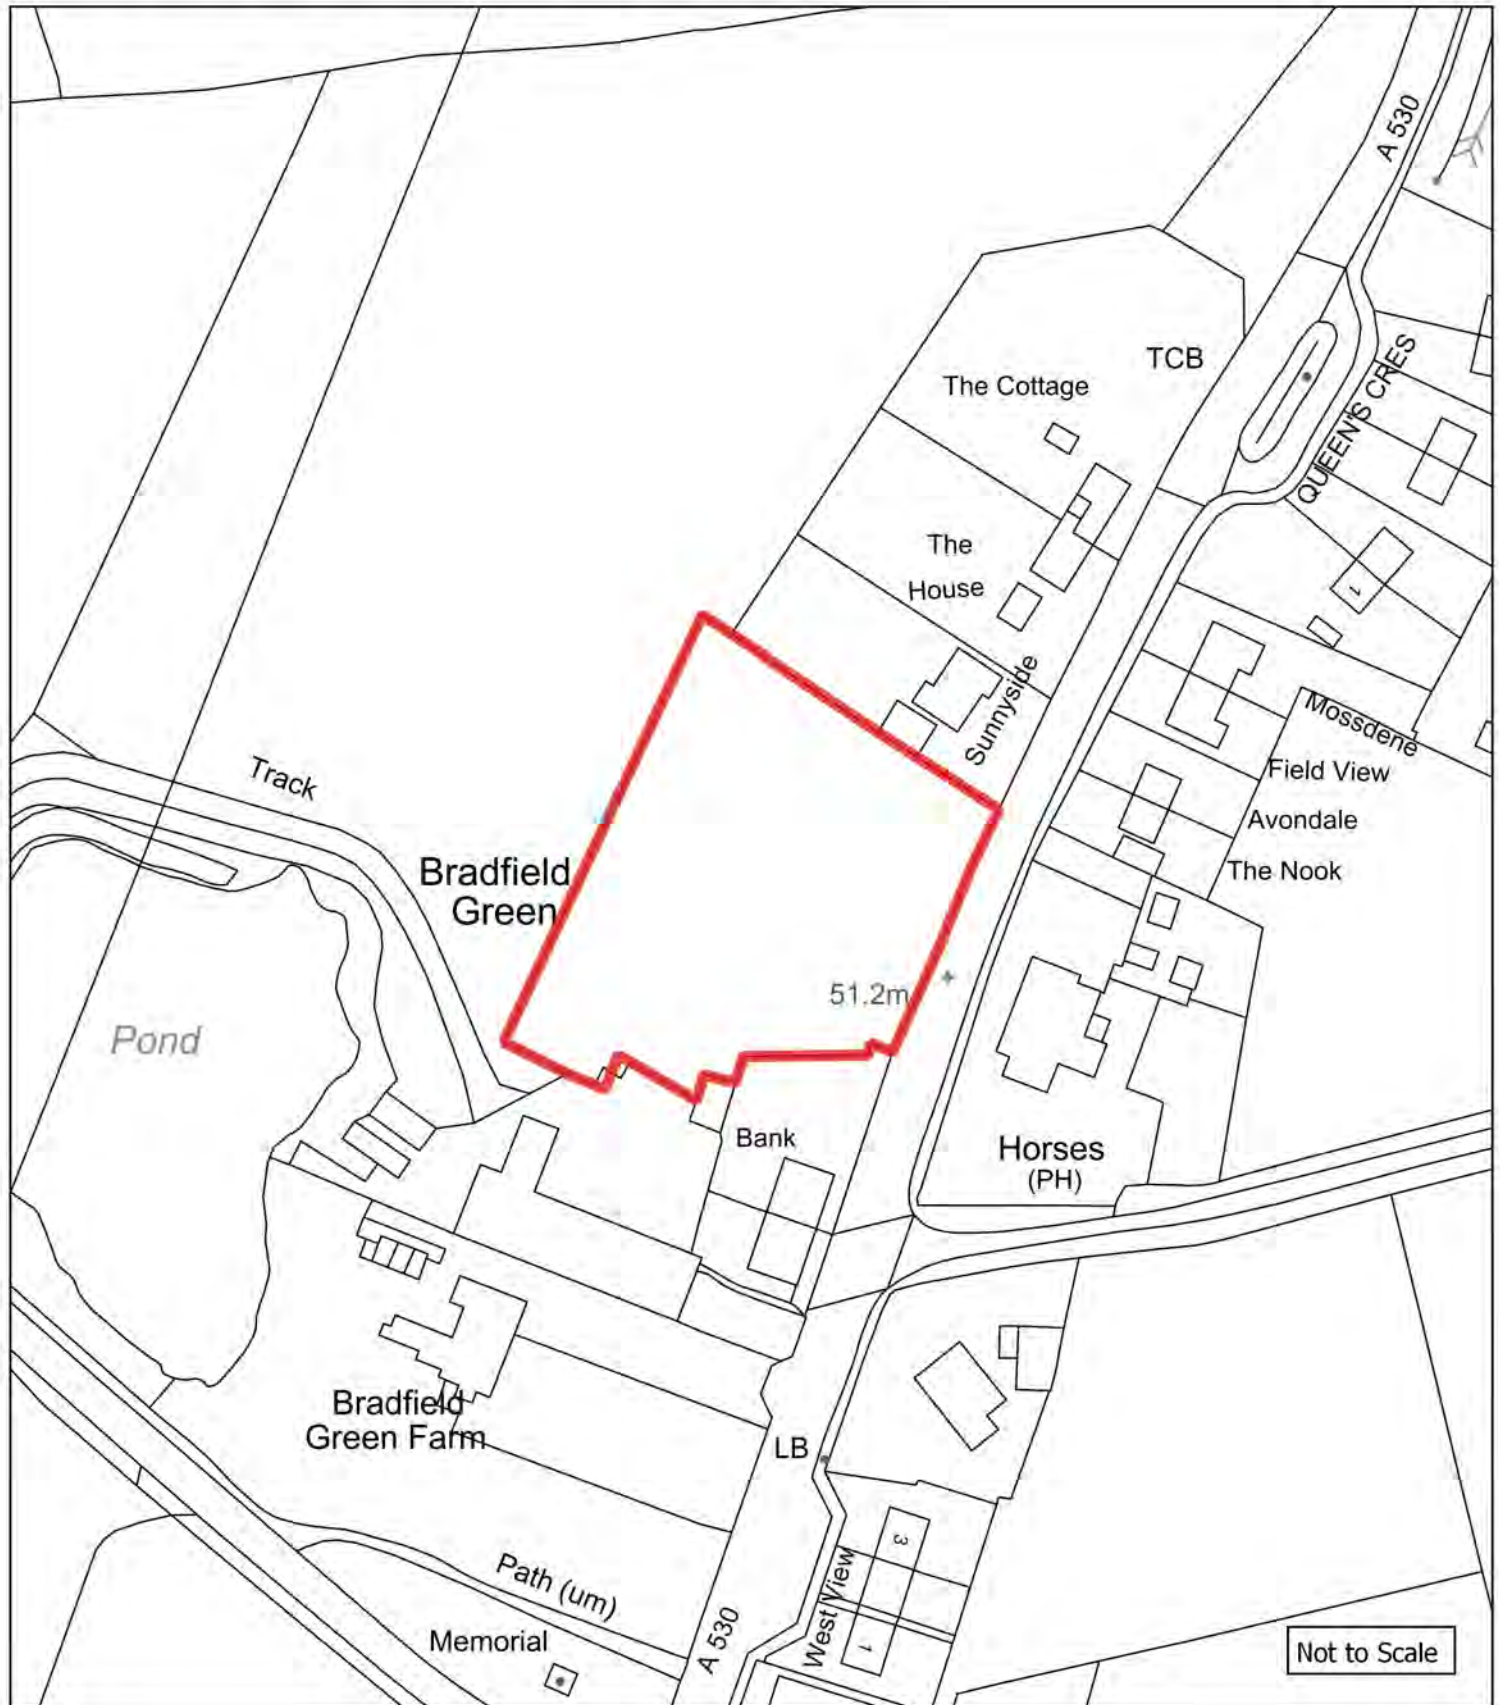 A 530
TCB
The Cottage
QUEEN'S CRES
The
House
1
Sunnyside
Mossdene
Field View
Avondale
The Nook
Track
Bradfield
Green
51.2m
Pond
Bank
Horses
(PH)
Bradfield
Green Farm
LB
3
West View
1
Path (um)
A 530
Memorial
Not to Scale